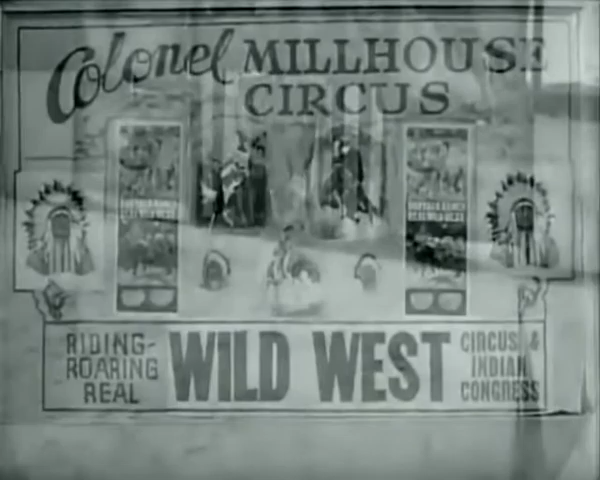 Colonel MILLHOUSE
CIRCUS
RIDING-
ROARING
REAL
WILD WEST
CIRCUS &
INDIAN
CONGRESS